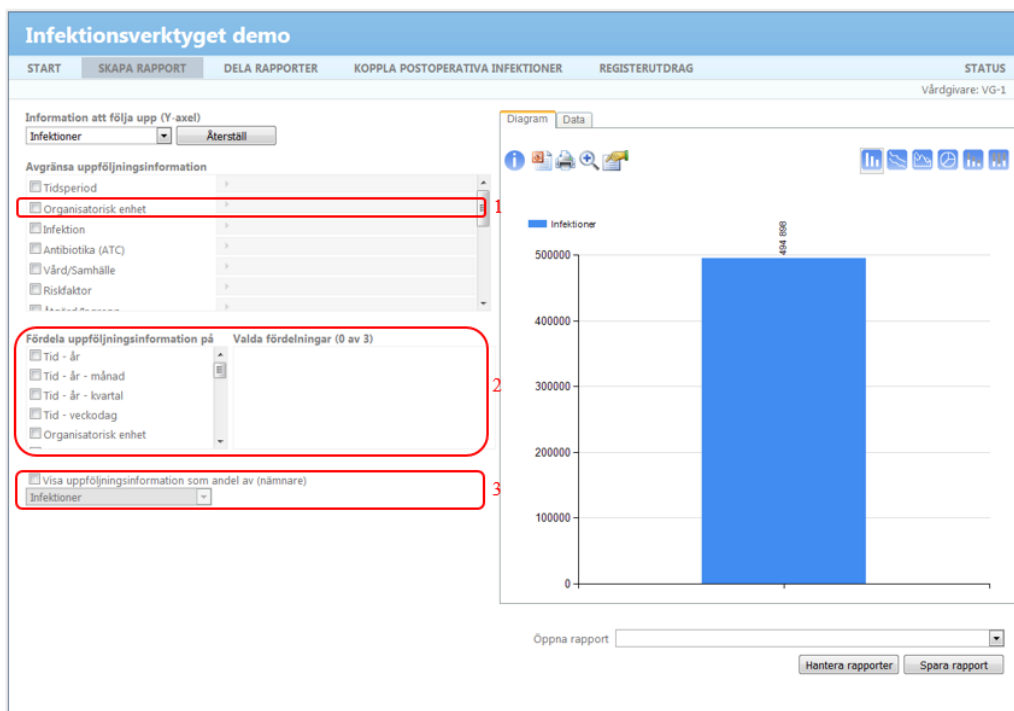 Infektionsverktyget demo
START SKAPA RAPPORT DELA RAPPORTER KOPPLA POSTOPERATIVA INFEKTIONER REGISTERUTDRAG STATUS
Vårdgivare: VG-1
Information att följa upp (Y-axel)
Infektioner Återställ
Avgränsa uppföljningsinformation
Tidsperiod
Organisatorisk enhet
1
Infektion
Antibiotika (ATC)
Vård/Samhälle
Riskfaktor
Fördela uppföljningsinformation på Valda fördelningar (0 av 3)
Tid - år
Tid - år - månad
Tid - år - kvartal
Tid - veckodag
Organisatorisk enhet
2
Visa uppföljningsinformation som andel av (nämnare)
Infektioner
3
Diagram Data
Infektioner
494 898
500000
400000
300000
200000
100000
0
Öppna rapport
Hantera rapporter Spara rapport